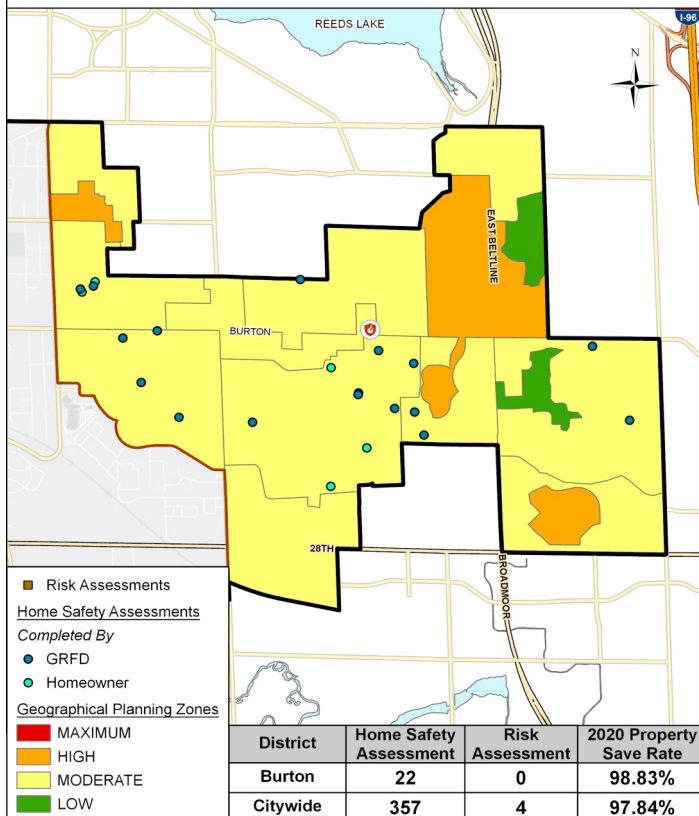 REEDS LAKE
I-96
N
EAST BELTLINE
BURTON
28TH
BROADMOOR
Risk Assessments
Home Safety Assessments
Completed By
GRFD
Homeowner
Geographical Planning Zones
MAXIMUM
HIGH
MODERATE
LOW
District Home Safety Assessment Risk Assessment 2020 Property Save Rate
Burton 22 0 98.83%
Citywide 357 4 97.84%